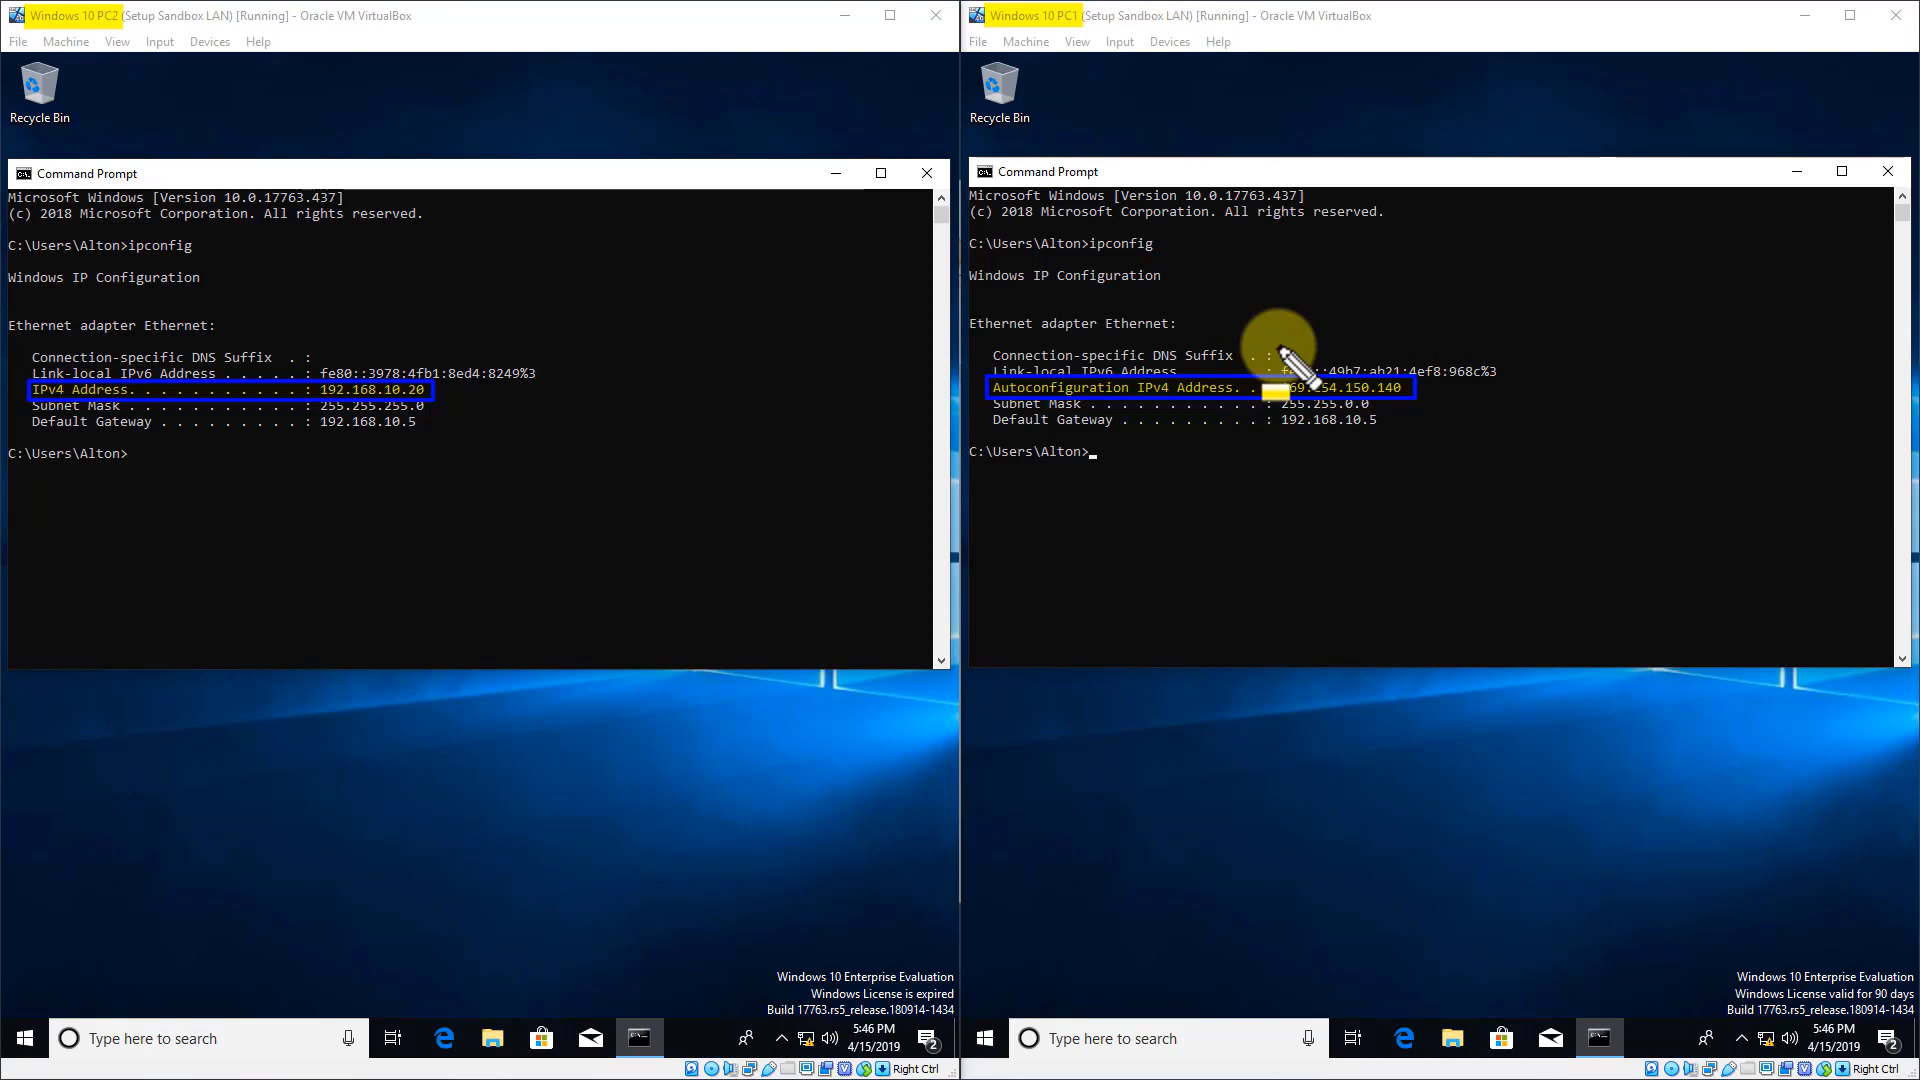 Windows 10 PC2 (Setup Sandbox LAN) [Running] - Oracle VM VirtualBox
File Machine View Input Devices Help
Recycle Bin
Command Prompt
Microsoft Windows [Version 10.0.17763.437]
(c) 2018 Microsoft Corporation. All rights reserved.
C:\Users\Alton>ipconfig
Windows IP Configuration
Ethernet adapter Ethernet:
Connection-specific DNS Suffix  . :
Link-local IPv6 Address . . . . . : fe80::3978:4fb1:8ed4:8249%3
IPv4 Address. . . . . . . . . . . : 192.168.10.20
Subnet Mask . . . . . . . . . . . : 255.255.255.0
Default Gateway . . . . . . . . . : 192.168.10.5
C:\Users\Alton>
Windows 10 Enterprise Evaluation
Windows License is expired
Build 17763.rs5_release.180914-1434
Type here to search
5:46 PM
4/15/2019
2
Right Ctrl
Windows 10 PC1 (Setup Sandbox LAN) [Running] - Oracle VM VirtualBox
File Machine View Input Devices Help
Recycle Bin
Command Prompt
Microsoft Windows [Version 10.0.17763.437]
(c) 2018 Microsoft Corporation. All rights reserved.
C:\Users\Alton>ipconfig
Windows IP Configuration
Ethernet adapter Ethernet:
Connection-specific DNS Suffix  . :
Link-local IPv6 Address
Autoconfiguration IPv4 Address. .
Subnet Mask . . . . . . . . . . . : 255.255.0.0
Default Gateway . . . . . . . . . : 192.168.10.5
C:\Users\Alton>
Windows 10 Enterprise Evaluation
Windows License valid for 90 days
Build 17763.rs5_release.180914-1434
Type here to search
5:46 PM
4/15/2019
2
Right Ctrl